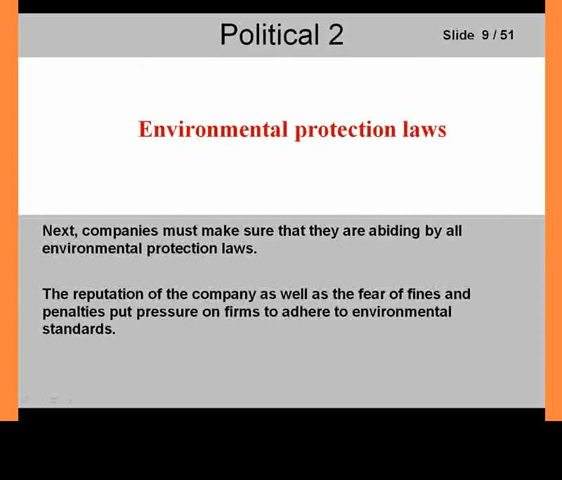 Political 2
Slide 9 / 51
Environmental protection laws
Next, companies must make sure that they are abiding by all
environmental protection laws.
The reputation of the company as well as the fear of fines and
penalties put pressure on firms to adhere to environmental
standards.